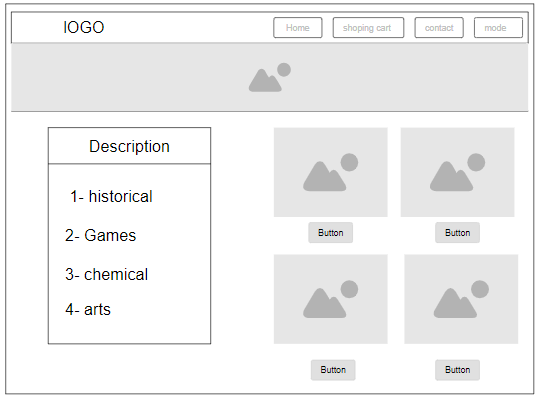 lOGO
Home
shoping cart
contact
mode
Description
1- historical
2- Games
3- chemical
4- arts
Button
Button
Button
Button